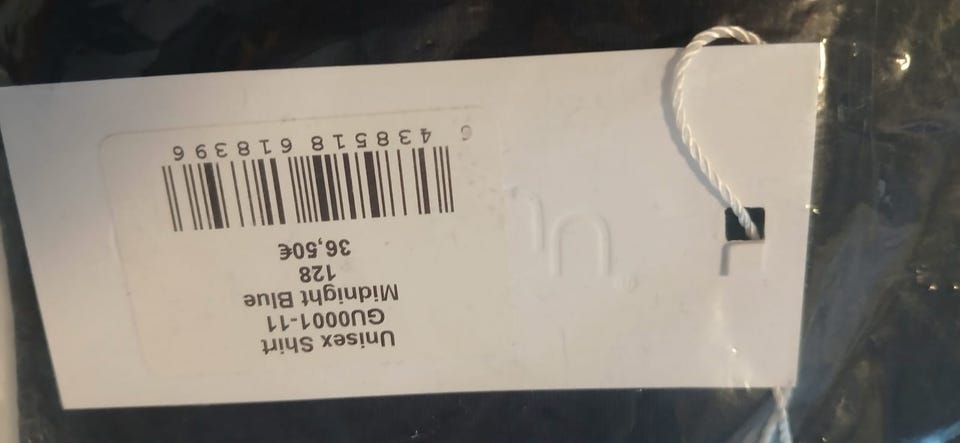 Unisex Shirt
GU0001-11
Midnight Blue
128
36,50€
6 438518 618396